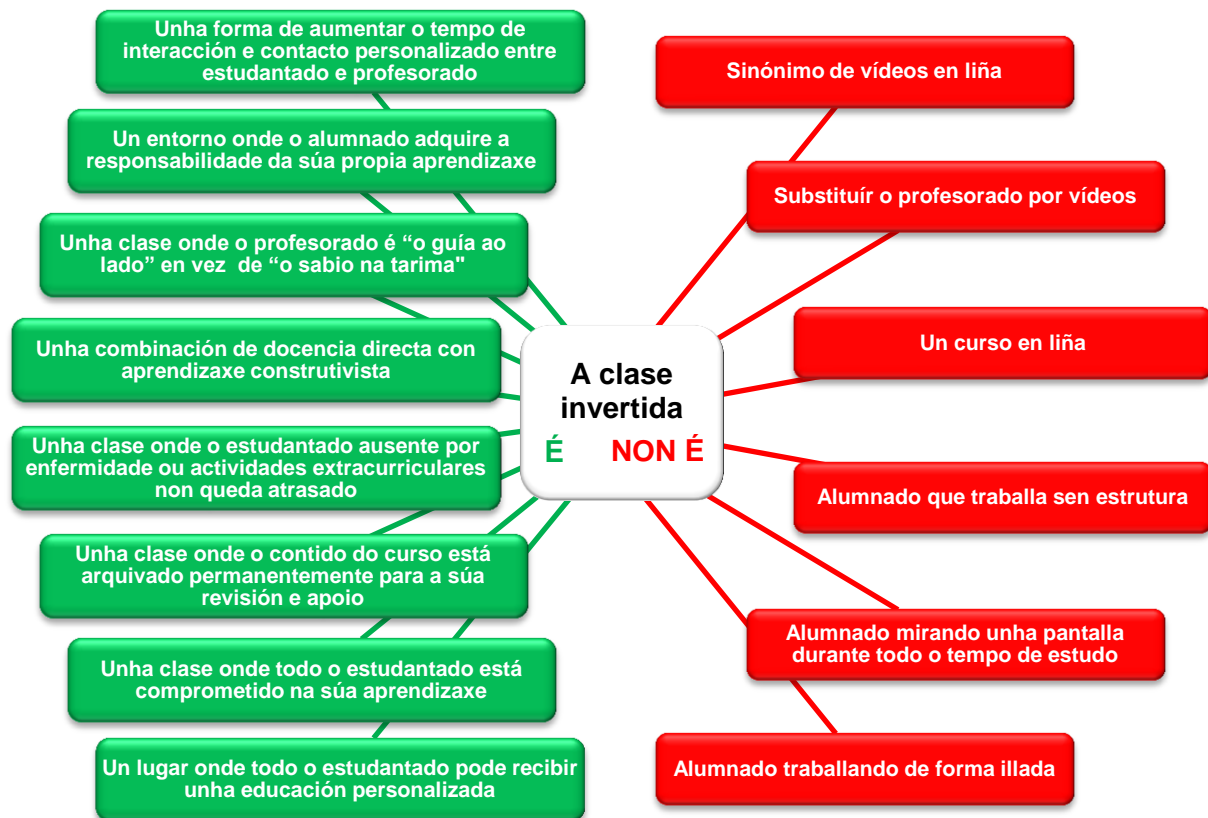 Unha forma de aumentar o tempo de
interacción e contacto personalizado entre
estudantado e profesorado
Un entorno onde o alumnado adquire a
responsabilidade da súa propia aprendizaxe
Unha clase onde o profesorado é “o guía ao
lado” en vez  de “o sabio na tarima"
Unha combinación de docencia directa con
aprendizaxe construtivista
Unha clase onde o estudantado ausente por
enfermidade ou actividades extracurriculares
non queda atrasado
Unha clase onde o contido do curso está
arquivado permanentemente para a súa
revisión e apoio
Unha clase onde todo o estudantado está
comprometido na súa aprendizaxe
Un lugar onde todo o estudantado pode recibir
unha educación personalizada
A clase
invertida
É NON É
Sinónimo de vídeos en liña
Substituír o profesorado por vídeos
Un curso en liña
Alumnado que traballa sen estrutura
Alumnado mirando unha pantalla
durante todo o tempo de estudo
Alumnado traballando de forma illada